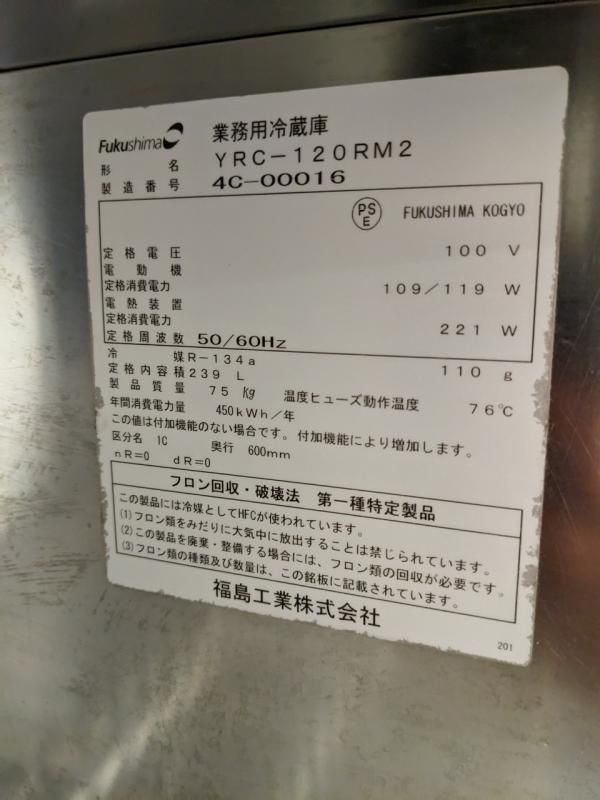 Fukushima 業務用冷蔵庫
形名 YRC-120RM2
製造番号 4C-00016
PSE FUKUSHIMA KOGYO
定格電圧 100 V
電動機
定格消費電力 109/119 W
電熱装置
定格消費電力 221 W
定格周波数 50/60Hz
冷媒 R-134a 110 g
定格内容積 239 L
製品質量 75 Kg 温度ヒューズ動作温度 76℃
年間消費電力量 450kWh/年
この値は付加機能のない場合です。付加機能により増加します。
区分名 1C 奥行 600mm
nR=0 dR=0
フロン回収・破壊法 第一種特定製品
この製品には冷媒としてHFCが使われています。
(1)フロン類をみだりに大気中に放出することは禁じられています。
(2)この製品を廃棄・整備する場合には、フロン類の回収が必要です。
(3)フロン類の種類及び数量は、この銘板に記載されています。
福島工業株式会社
201